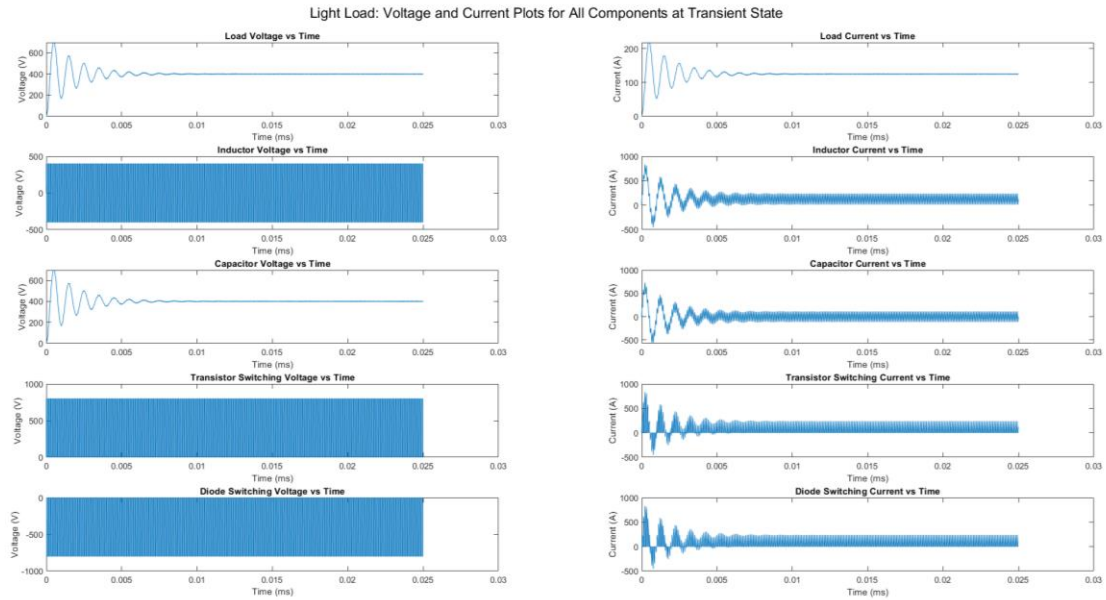 Light Load: Voltage and Current Plots for All Components at Transient State
Load Voltage vs Time
Voltage (V)
600
400
200
0
0 0.005 0.01 0.015 0.02 0.025 0.03
Time (ms)
Load Current vs Time
Current (A)
200
100
0
0 0.005 0.01 0.015 0.02 0.025 0.03
Time (ms)
Inductor Voltage vs Time
Voltage (V)
500
0
-500
0 0.005 0.01 0.015 0.02 0.025 0.03
Time (ms)
Inductor Current vs Time
Current (A)
1000
500
0
-500
0 0.005 0.01 0.015 0.02 0.025 0.03
Time (ms)
Capacitor Voltage vs Time
Voltage (V)
600
400
200
0
0 0.005 0.01 0.015 0.02 0.025 0.03
Time (ms)
Capacitor Current vs Time
Current (A)
1000
500
0
-500
0 0.005 0.01 0.015 0.02 0.025 0.03
Time (ms)
Transistor Switching Voltage vs Time
Voltage (V)
1000
500
0
0 0.005 0.01 0.015 0.02 0.025 0.03
Time (ms)
Transistor Switching Current vs Time
Current (A)
1000
500
0
-500
0 0.005 0.01 0.015 0.02 0.025 0.03
Time (ms)
Diode Switching Voltage vs Time
Voltage (V)
0
-500
-1000
0 0.005 0.01 0.015 0.02 0.025 0.03
Time (ms)
Diode Switching Current vs Time
Current (A)
1000
500
0
-500
0 0.005 0.01 0.015 0.02 0.025 0.03
Time (ms)